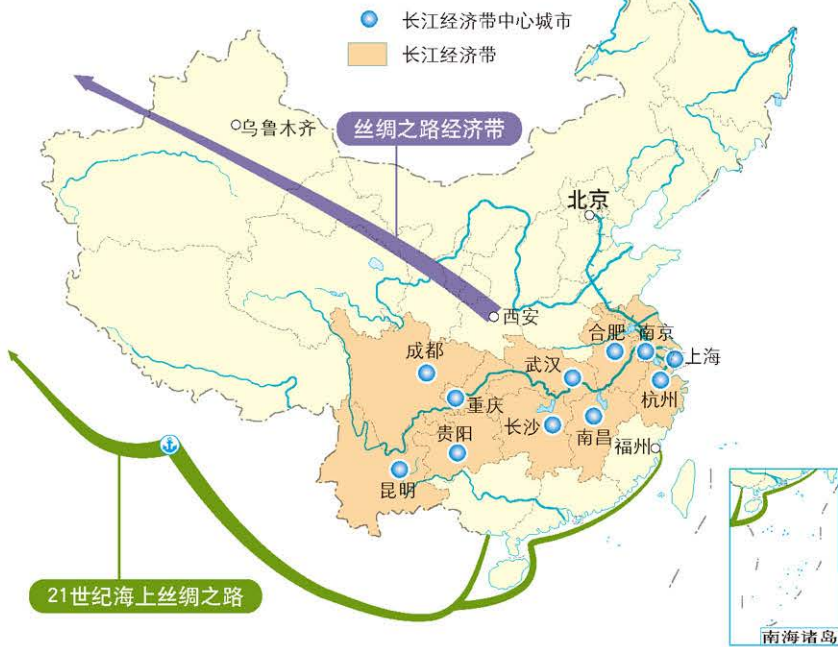 长江经济带中心城市
长江经济带
乌鲁木齐
丝绸之路经济带
北京
西安
合肥
南京
成都
武汉
上海
重庆
杭州
长沙
南昌
贵阳
福州
昆明
21世纪海上丝绸之路
南海诸岛